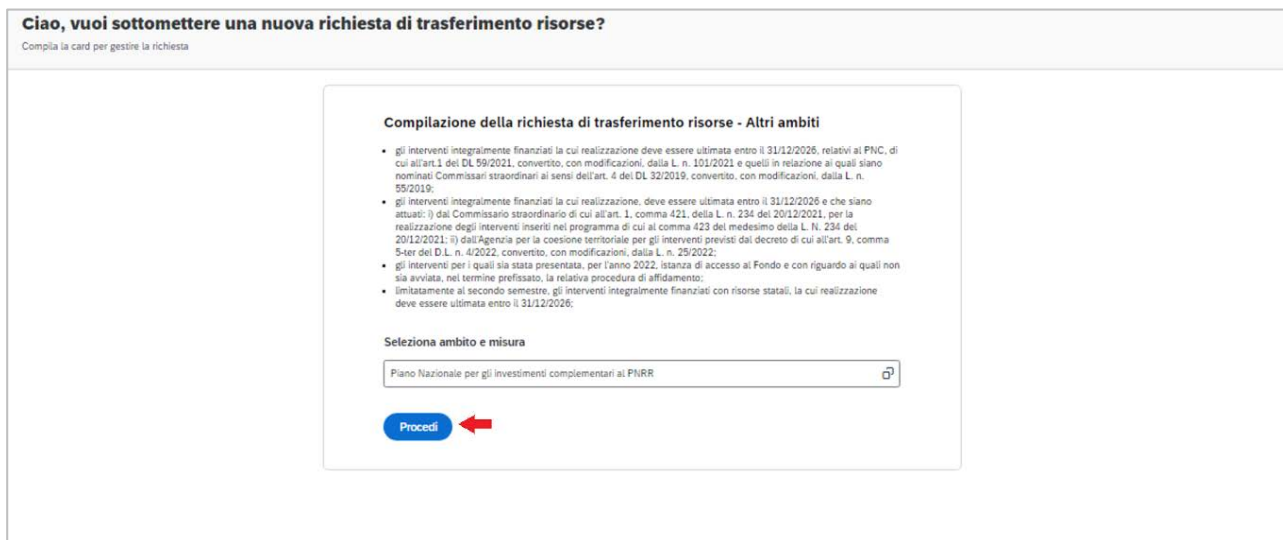 Ciao, vuoi sottomettere una nuova richiesta di trasferimento risorse?
Compila la card per gestire la richiesta
Compilazione della richiesta di trasferimento risorse - Altri ambiti
• gli interventi integralmente finanziati la cui realizzazione deve essere ultimata entro il 31/12/2026, relativi al PNC, di
cui all'art.1 del DL 59/2021, convertito, con modificazioni, dalla L. n. 101/2021 e quelli in relazione ai quali siano
nominati Commissari straordinari ai sensi dell'art. 4 del DL 32/2019, convertito, con modificazioni, dalla L. n.
55/2019;
• gli interventi integralmente finanziati la cui realizzazione, deve essere ultimata entro il 31/12/2026 e che siano
attuati: i) dal Commissario straordinario di cui all'art. 1, comma 421, della L. n. 234 del 20/12/2021, per la
realizzazione degli interventi inseriti nel programma di cui al comma 423 del medesimo della L. N. 234 del
20/12/2021; ii) dall'Agenzia per la coesione territoriale per gli interventi previsti dal decreto di cui all'art. 9, comma
5-ter del D.L. n. 4/2022, convertito, con modificazioni, dalla L. n. 25/2022;
• gli interventi per i quali sia stata presentata, per l'anno 2022, istanza di accesso al Fondo e con riguardo ai quali non
sia avviata, nel termine prefissato, la relativa procedura di affidamento;
• limitatamente al secondo semestre, gli interventi integralmente finanziati con risorse statali, la cui realizzazione
deve essere ultimata entro il 31/12/2026;
Seleziona ambito e misura
Piano Nazionale per gli investimenti complementari al PNRR
Procedi